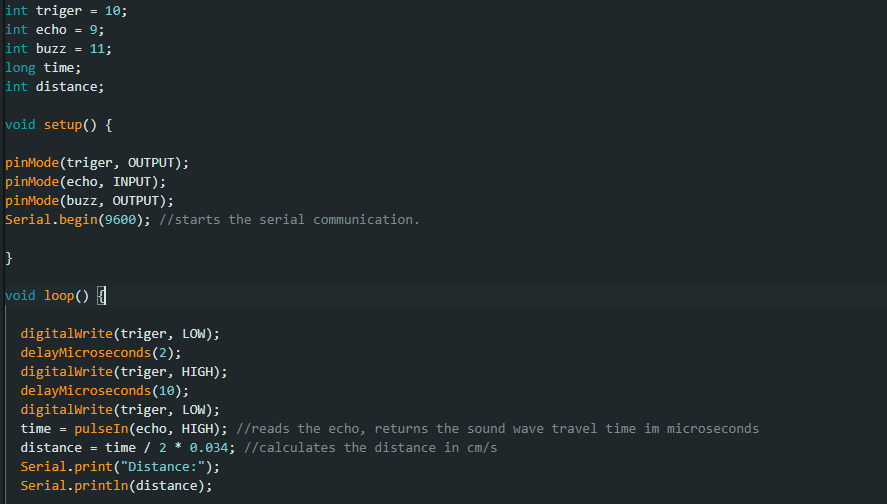 int triger = 10;
int echo = 9;
int buzz = 11;
long time;
int distance;
void setup() {
pinMode(triger, OUTPUT);
pinMode(echo, INPUT);
pinMode(buzz, OUTPUT);
Serial.begin(9600); //starts the serial communication.
}
void loop() {
digitalWrite(triger, LOW);
delayMicroseconds(2);
digitalWrite(triger, HIGH);
delayMicroseconds(10);
digitalWrite(triger, LOW);
time = pulseIn(echo, HIGH); //reads the echo, returns the sound wave travel time im microseconds
distance = time / 2 * 0.034; //calculates the distance in cm/s
Serial.print("Distance:");
Serial.println(distance);